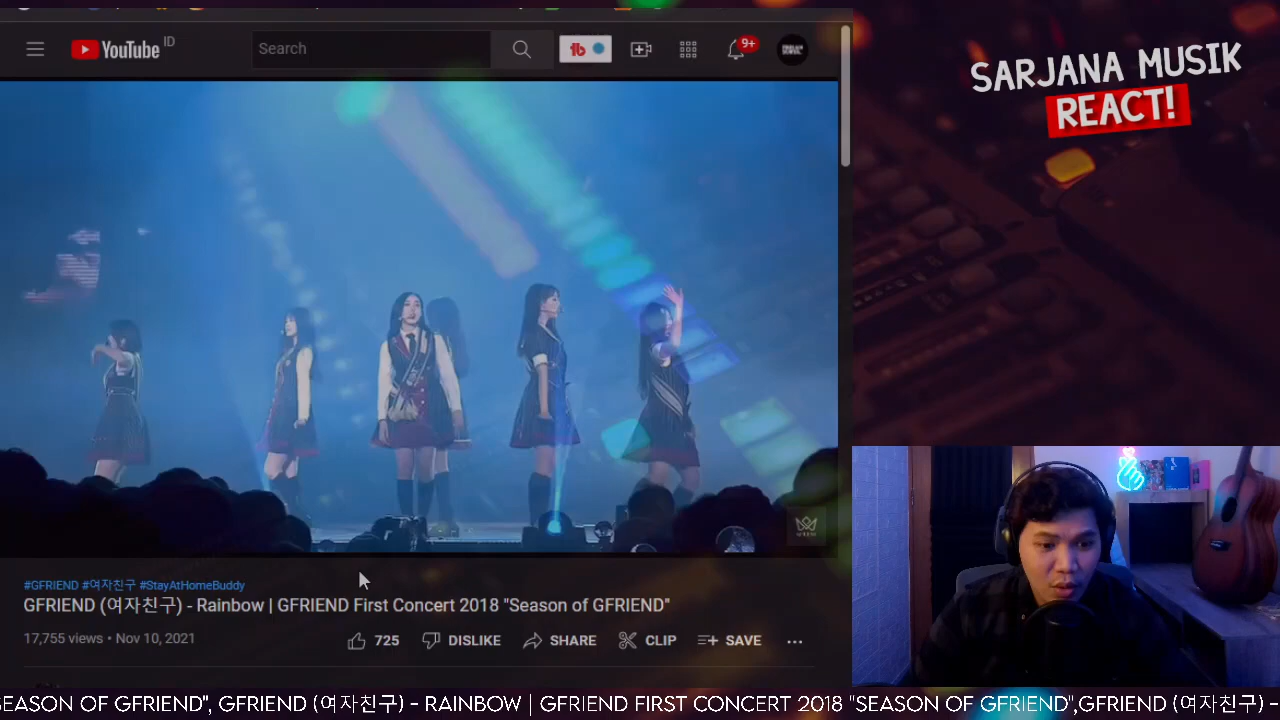 YouTube ID
Search
9+
SARJANA MUSIK
REACT!
#GFRIEND #여자친구 #StayAtHomeBuddy
GFRIEND (여자친구) - Rainbow | GFRIEND First Concert 2018 "Season of GFRIEND"
17,755 views • Nov 10, 2021
725
DISLIKE
SHARE
CLIP
SAVE
SEASON OF GFRIEND", GFRIEND (여자친구) - RAINBOW | GFRIEND FIRST CONCERT 2018 "SEASON OF GFRIEND",GFRIEND (여자친구) -